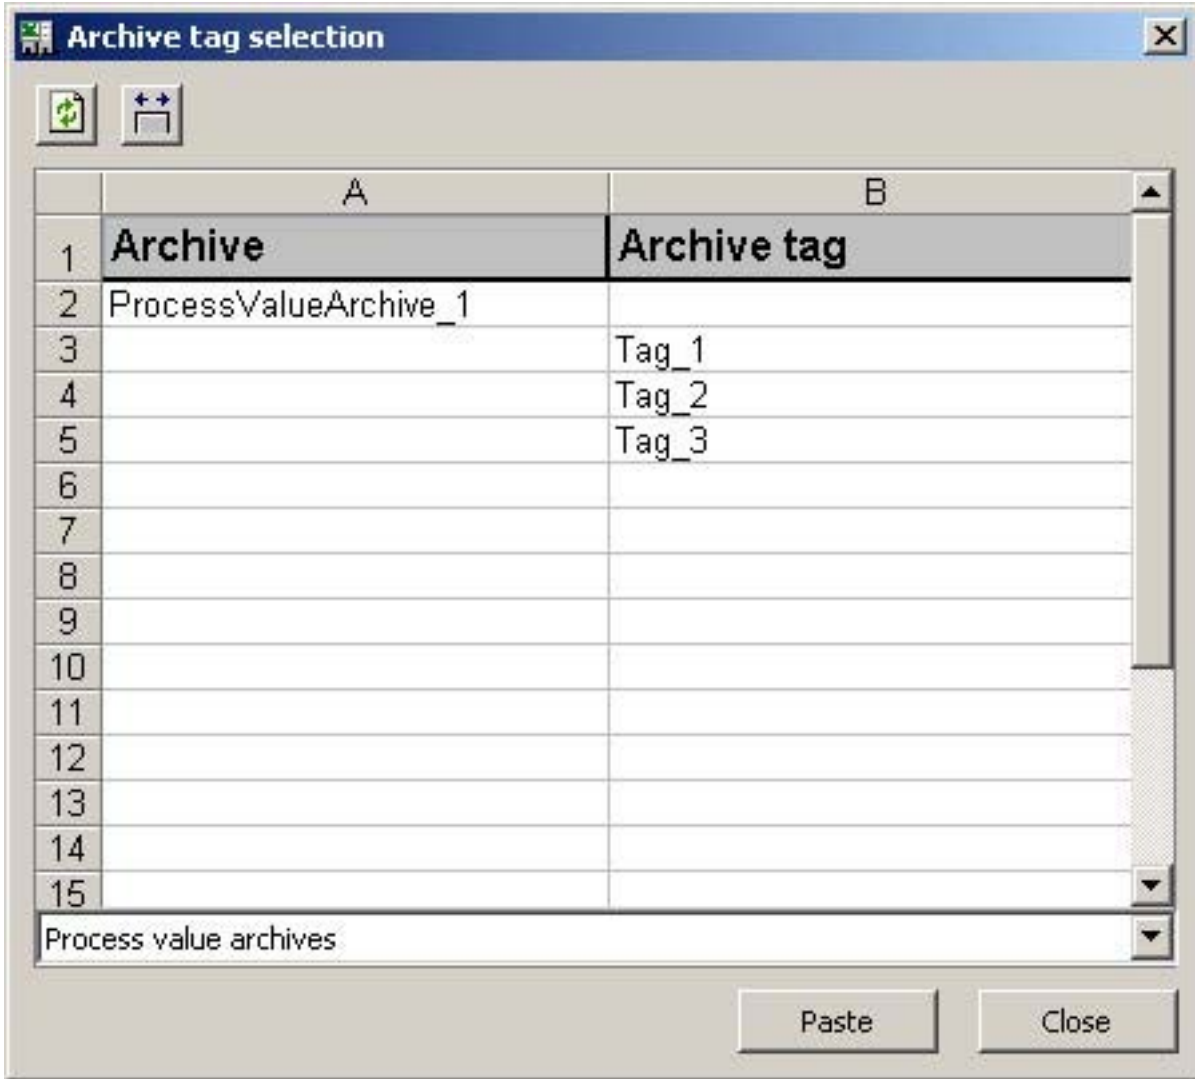 Archive tag selection
A B
1 Archive Archive tag
2 ProcessValueArchive_1
3 Tag_1
4 Tag_2
5 Tag_3
6
7
8
9
10
11
12
13
14
15
Process value archives
Paste Close